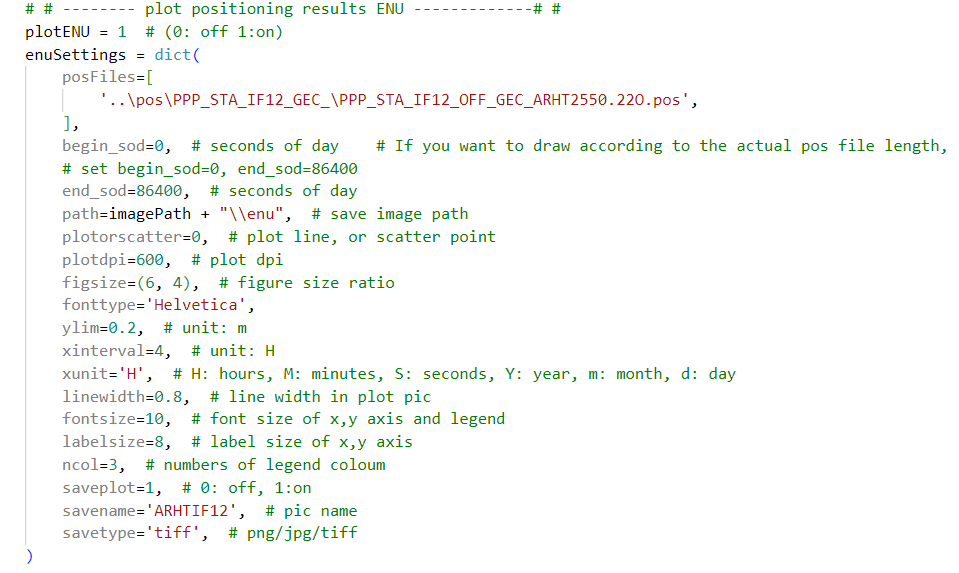 # # -------- plot positioning results ENU -------------# #
plotENU = 1  # (0: off 1:on)
enuSettings = dict(
    posFiles=[
        '..\pos\PPP_STA_IF12_GEC_\PPP_STA_IF12_OFF_GEC_ARHT2550.22O.pos',
    ],
    begin_sod=0,  # seconds of day    # If you want to draw according to the actual pos file length,
    # set begin_sod=0, end_sod=86400
    end_sod=86400,  # seconds of day
    path=imagePath + "\\enu",  # save image path
    plotorscatter=0,  # plot line, or scatter point
    plotdpi=600,  # plot dpi
    figsize=(6, 4),  # figure size ratio
    fonttype='Helvetica',
    ylim=0.2,  # unit: m
    xinterval=4,  # unit: H
    xunit='H',  # H: hours, M: minutes, S: seconds, Y: year, m: month, d: day
    linewidth=0.8,  # line width in plot pic
    fontsize=10,  # font size of x,y axis and legend
    labelsize=8,  # label size of x,y axis
    ncol=3,  # numbers of legend coloum
    saveplot=1,  # 0: off, 1:on
    savename='ARHTIF12',  # pic name
    savetype='tiff',  # png/jpg/tiff
)